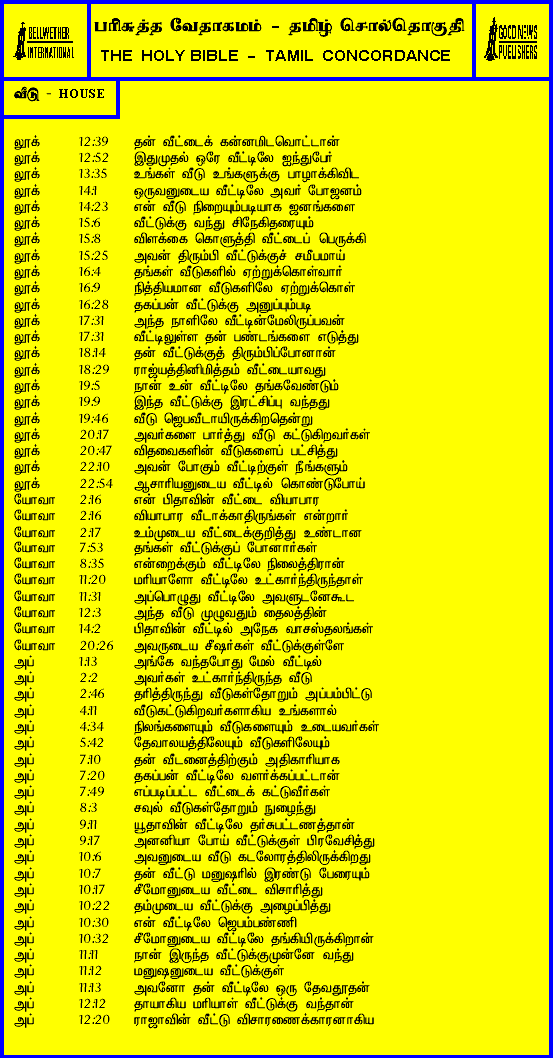 BELLWETHER
INTERNATIONAL
பரிசுத்த வேதாகமம் - தமிழ் சொல்தொகுதி
THE HOLY BIBLE - TAMIL CONCORDANCE
GOOD NEWS
PUBLISHERS
வீடு - HOUSE
லூக் 12:39 தன் வீட்டைக் கன்னமிடவொட்டான்
லூக் 12:52 இதுமுதல் ஒரே வீட்டிலே ஐந்துபேர்
லூக் 13:35 உங்கள் வீடு உங்களுக்கு பாழாக்கிவிட
லூக் 14:1 ஒருவனுடைய வீட்டிலே அவர் போஜனம்
லூக் 14:23 என் வீடு நிறையும்படியாக ஜனங்களை
லூக் 15:6 வீட்டுக்கு வந்து சிநேகிதரையும்
லூக் 15:8 விளக்கை கொளுத்தி வீட்டைப் பெருக்கி
லூக் 15:25 அவன் திரும்பி வீட்டுக்குச் சமீபமாய்
லூக் 16:4 தங்கள் வீடுகளில் ஏற்றுக்கொள்வார்
லூக் 16:9 நித்தியமான வீடுகளிலே ஏற்றுக்கொள்
லூக் 16:28 தகப்பன் வீட்டுக்கு அனுப்பும்படி
லூக் 17:31 அந்த நாளிலே வீட்டின்மேலிருப்பவன்
லூக் 17:31 வீட்டிலுள்ள தன் பண்டங்களை எடுத்து
லூக் 18:14 தன் வீட்டுக்குத் திரும்பிப்போனான்
லூக் 18:29 ராஜ்யத்தினிமித்தம் வீட்டையாவது
லூக் 19:5 நான் உன் வீட்டிலே தங்கவேண்டும்
லூக் 19:9 இந்த வீட்டுக்கு இரட்சிப்பு வந்தது
லூக் 19:46 வீடு ஜெபவீடாயிருக்கிறதென்று
லூக் 20:17 அவர்களை பார்த்து வீடு கட்டுகிறவர்கள்
லூக் 20:47 விதவைகளின் வீடுகளைப் பட்சித்து
லூக் 22:10 அவன் போகும் வீட்டிற்குள் நீங்களும்
லூக் 22:54 ஆசாரியனுடைய வீட்டில் கொண்டுபோய்
யோவா 2:16 என் பிதாவின் வீட்டை வியாபார
யோவா 2:16 வியாபார வீடாக்காதிருங்கள் என்றார்
யோவா 2:17 உம்முடைய வீட்டைக்குறித்து உண்டான
யோவா 7:53 தங்கள் வீட்டுக்குப் போனார்கள்
யோவா 8:35 என்றைக்கும் வீட்டிலே நிலைத்திரான்
யோவா 11:20 மரியாளோ வீட்டிலே உட்கார்ந்திருந்தாள்
யோவா 11:31 அப்பொழுது வீட்டிலே அவளுடனேகூட
யோவா 12:3 அந்த வீடு முழுவதும் தைலத்தின்
யோவா 14:2 பிதாவின் வீட்டில் அநேக வாசஸ்தலங்கள்
யோவா 20:26 அவருடைய சீஷர்கள் வீட்டுக்குள்ளே
அப் 1:13 அங்கே வந்தபோது மேல் வீட்டில்
அப் 2:2 அவர்கள் உட்கார்ந்திருந்த வீடு
அப் 2:46 தரித்திருந்து வீடுகள்தோறும் அப்பம்பிட்டு
அப் 4:11 வீடுகட்டுகிறவர்களாகிய உங்களால்
அப் 4:34 நிலங்களையும் வீடுகளையும் உடையவர்கள்
அப் 5:42 தேவாலயத்திலேயும் வீடுகளிலேயும்
அப் 7:10 தன் வீடனைத்திற்கும் அதிகாரியாக
அப் 7:20 தகப்பன் வீட்டிலே வளர்க்கப்பட்டான்
அப் 7:49 எப்படிப்பட்ட வீட்டைக் கட்டுவீர்கள்
அப் 8:3 சவுல் வீடுகள்தோறும் நுழைந்து
அப் 9:11 யூதாவின் வீட்டிலே தர்சுபட்டணத்தான்
அப் 9:17 அனனியா போய் வீட்டுக்குள் பிரவேசித்து
அப் 10:6 அவனுடைய வீடு கடலோரத்திலிருக்கிறது
அப் 10:7 தன் வீட்டு மனுஷரில் இரண்டு பேரையும்
அப் 10:17 சீமோனுடைய வீட்டை விசாரித்து
அப் 10:22 தம்முடைய வீட்டுக்கு அழைப்பித்து
அப் 10:30 என் வீட்டிலே ஜெபம்பண்ணி
அப் 10:32 சீமோனுடைய வீட்டிலே தங்கியிருக்கிறான்
அப் 11:11 நான் இருந்த வீட்டுக்குமுன்னே வந்து
அப் 11:12 மனுஷனுடைய வீட்டுக்குள்
அப் 11:13 அவனோ தன் வீட்டிலே ஒரு தேவதூதன்
அப் 12:12 தாயாகிய மரியாள் வீட்டுக்கு வந்தான்
அப் 12:20 ராஜாவின் வீட்டு விசாரணைக்காரனாகிய